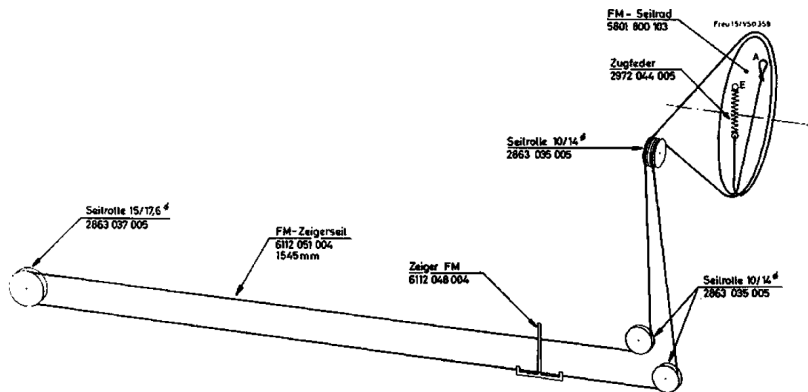 FM - Seilrad
5801 800 103
A
Zugfeder
2972 044 005
E
Seilrolle 10/14 ø
2863 035 005
Seilrolle 15/17,6 ø
2863 037 005
FM-Zeigerseil
6112 051 004
1545mm
Zeiger FM
6112 048 004
Seilrolle 10/14 ø
2863 035 005